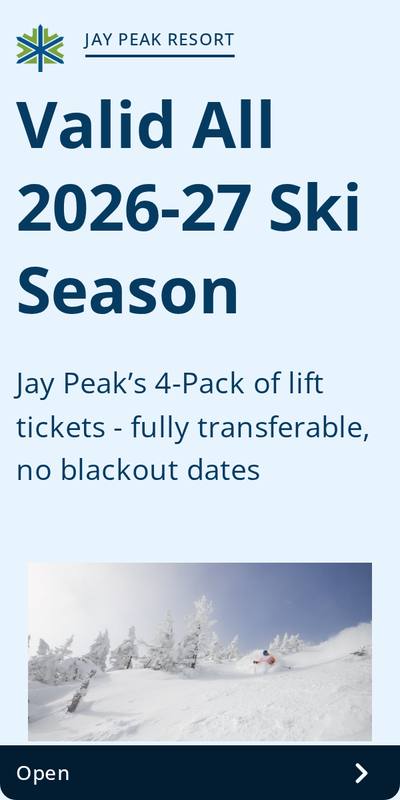 JAY PEAK RESORT
Valid All
2026-27 Ski
Season
Jay Peak’s 4-Pack of lift
tickets - fully transferable,
no blackout dates
Open